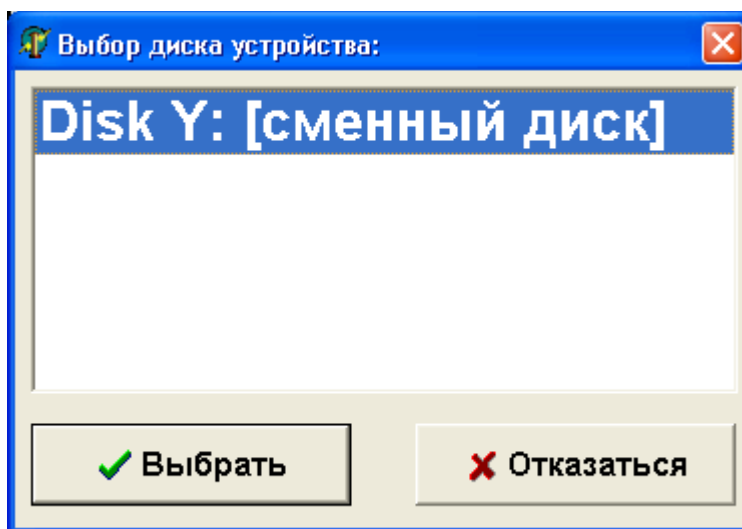 Выбор диска устройства:
Disk Y: [сменный диск]
Выбрать
Отказаться